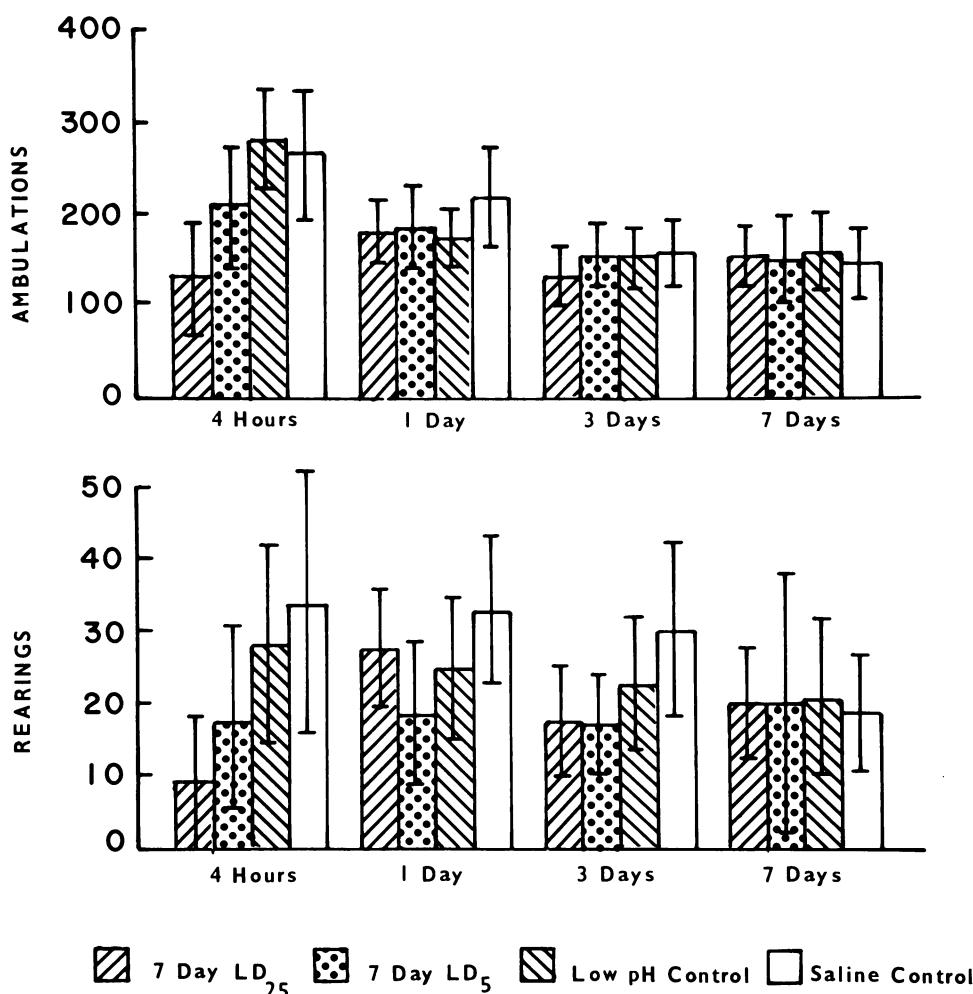 400
300
200
100
0
AMBULATIONS
4 Hours 1 Day 3 Days 7 Days
50
40
30
20
10
0
REARINGS
4 Hours 1 Day 3 Days 7 Days
7 Day LD25 7 Day LD5 Low pH Control Saline Control